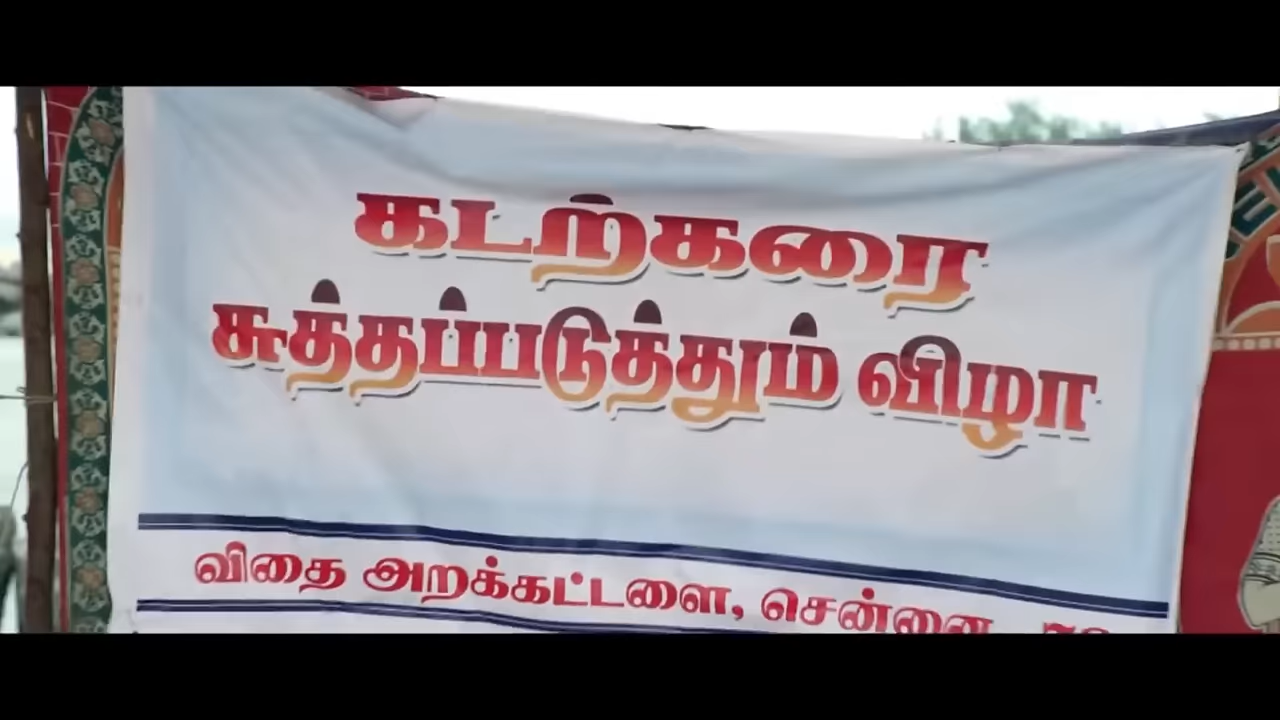 கடற்கரை
சுத்தப்படுத்தும் விழா
விதை அறக்கட்டளை, சென்னை